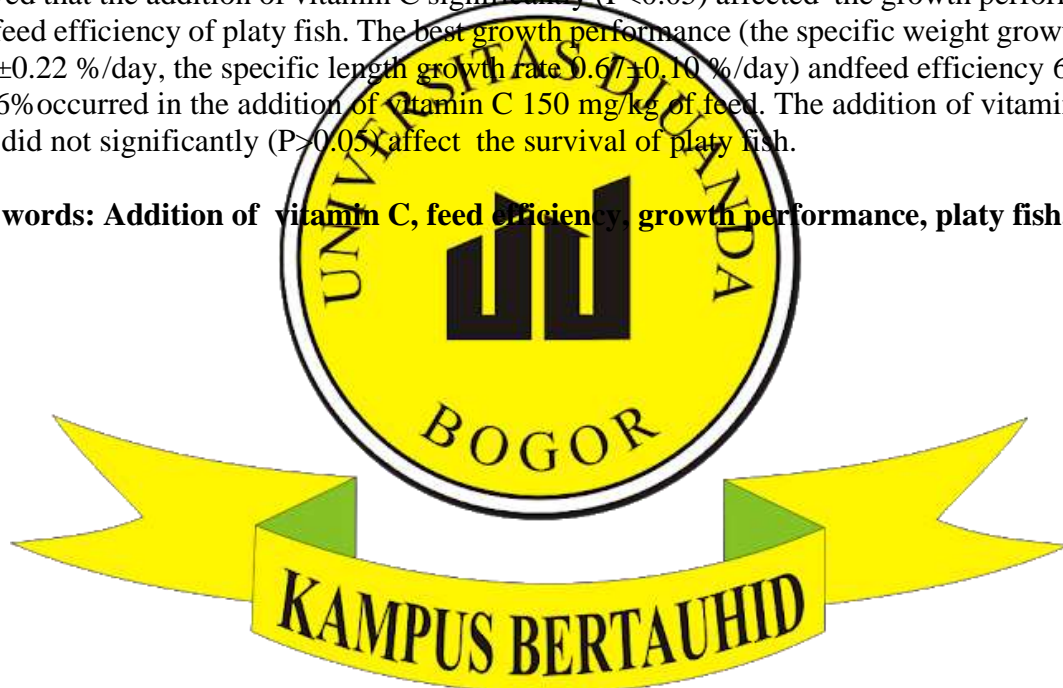 ed that the addition of vitamin C significantly (P<0.05) affected the growth perform
feed efficiency of platy fish. The best growth performance (the specific weight growt
±0.22 %/day, the specific length growth rate 0.67±0.10 %/day) andfeed efficiency 6
6%occurred in the addition of vitamin C 150 mg/kg of feed. The addition of vitami
did not significantly (P>0.05) affect the survival of platy fish.
words: Addition of vitamin C, feed efficiency, growth performance, platy fish
UNIVERSITAS DJUANDA
BOGOR
KAMPUS BERTAUHID